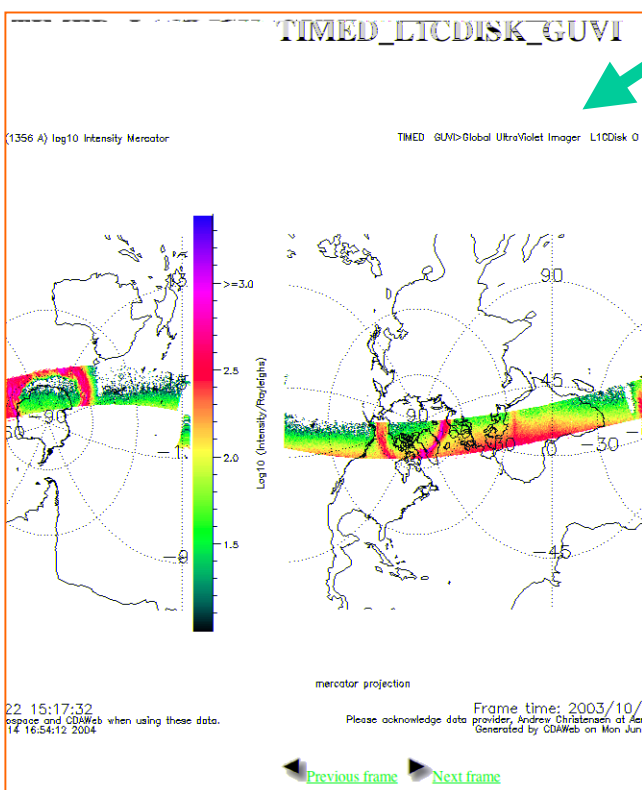 TIMED_L1CDISK_GUVI
(1356 A) log10 Intensity Mercator
TIMED GUVI>Global UltraViolet Imager L1CDisk O
>=3.0
2.5
2.0
1.5
Log10 (Intensity/Rayleighs)
-90
90
90
45
0
-30
-45
mercator projection
22 15:17:32
Frame time: 2003/10/
ospace and CDAWeb when using these data.
Please acknowledge data provider, Andrew Christensen at Aer
14 16:54:12 2004
Generated by CDAWeb on Mon Jun
Previous frame
Next frame